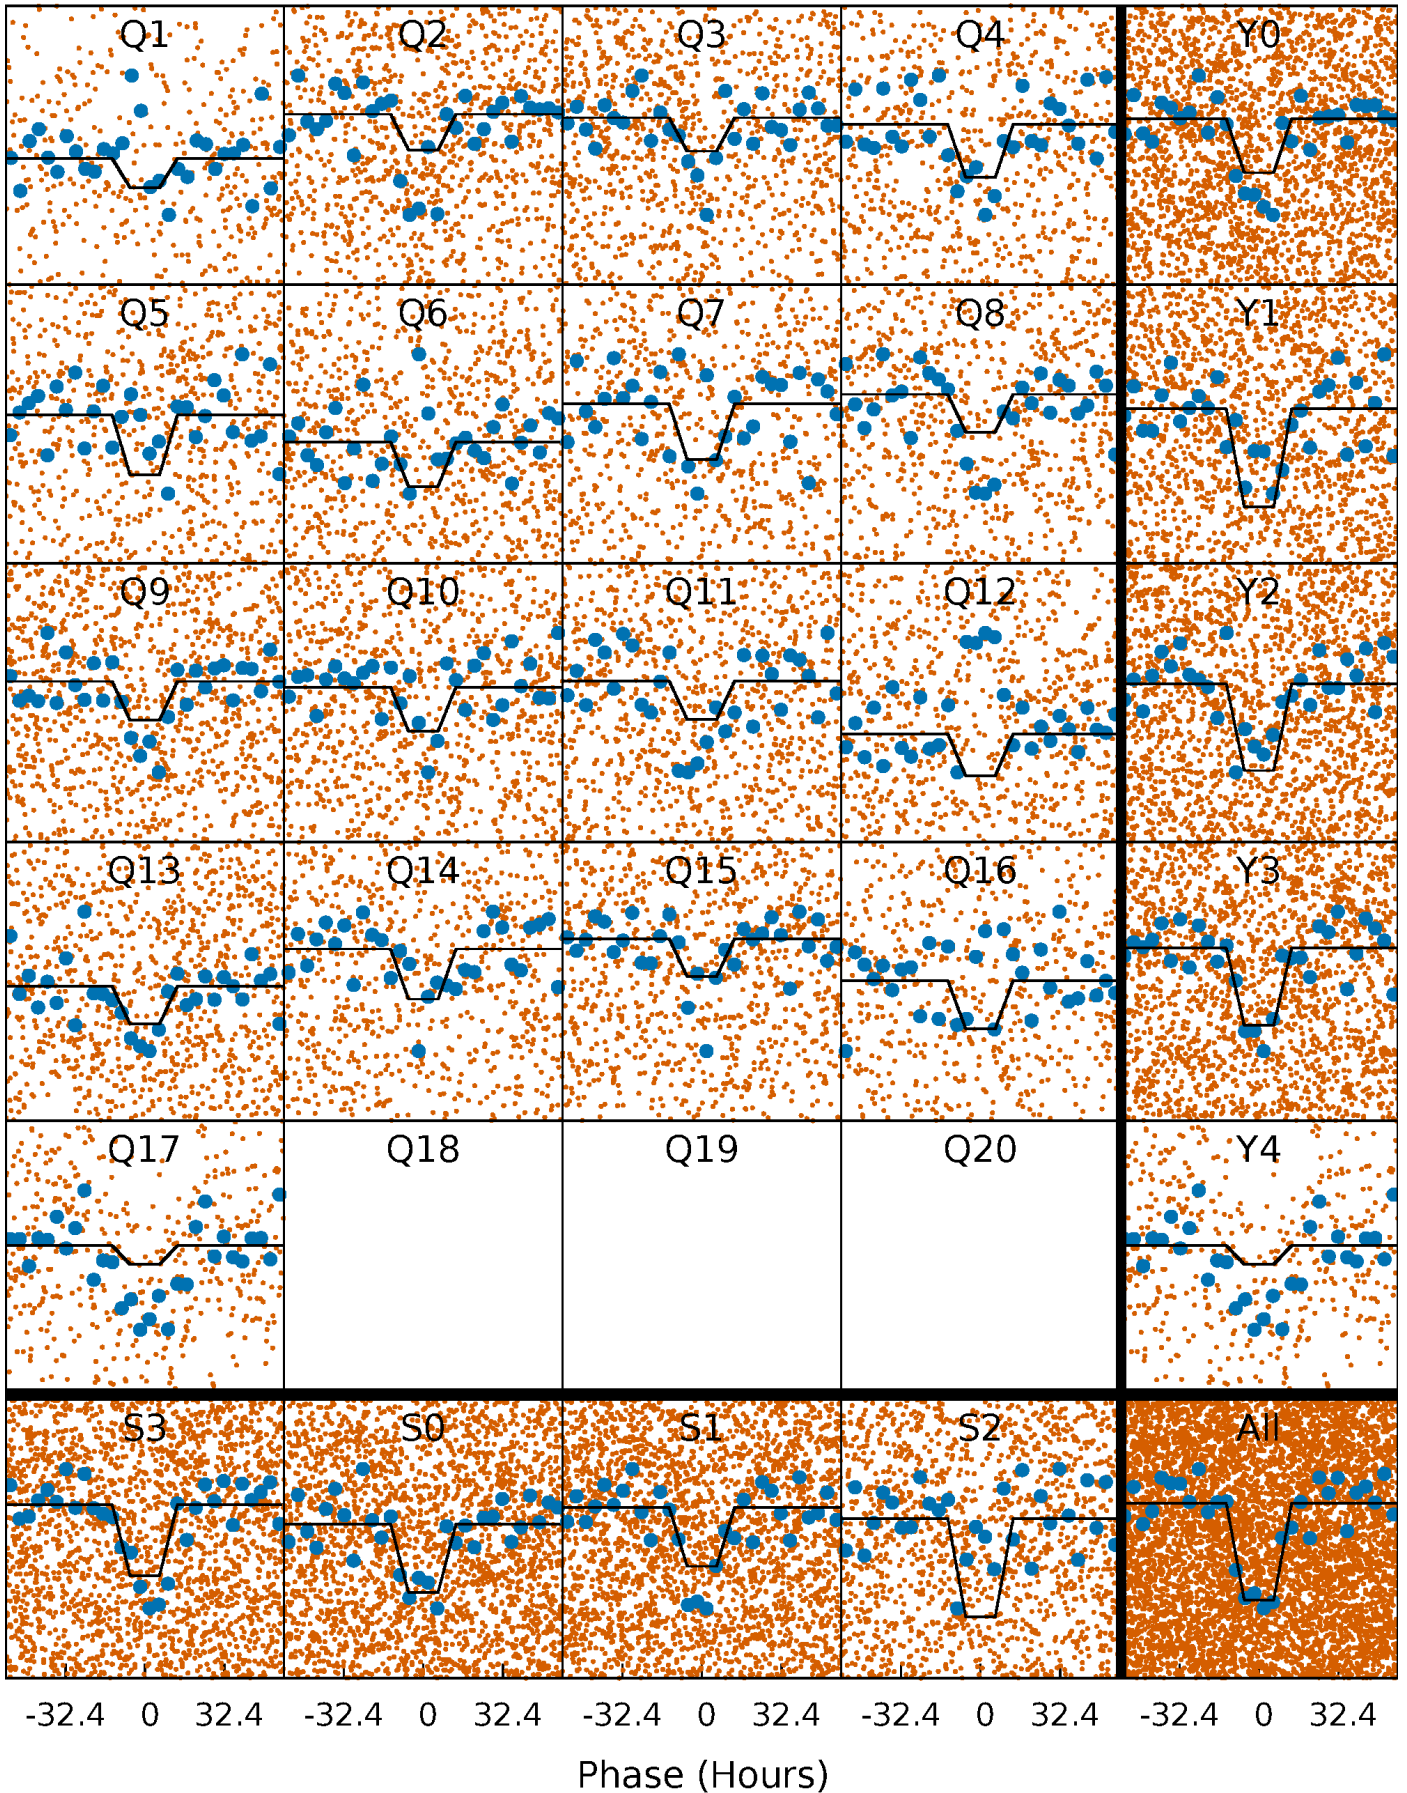 Q1 Q2 Q3 Q4 Y0
Q5 Q6 Q7 Q8 Y1
Q9 Q10 Q11 Q12 Y2
Q13 Q14 Q15 Q16 Y3
Q17 Q18 Q19 Q20 Y4
S3 S0 S1 S2 All
-32.4 0 32.4 -32.4 0 32.4 -32.4 0 32.4 -32.4 0 32.4 -32.4 0 32.4
Phase (Hours)